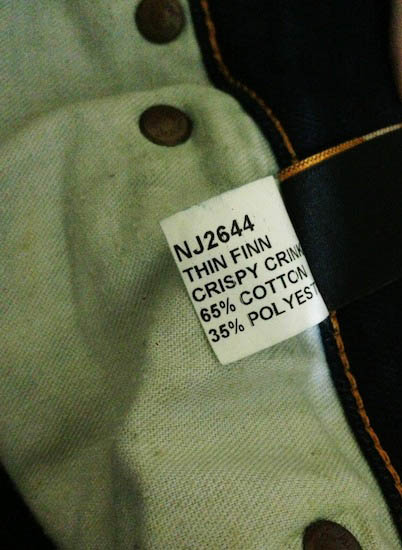 NJ2644
THIN FINN
CRISPY CRINK
65% COTTON
35% POLYEST